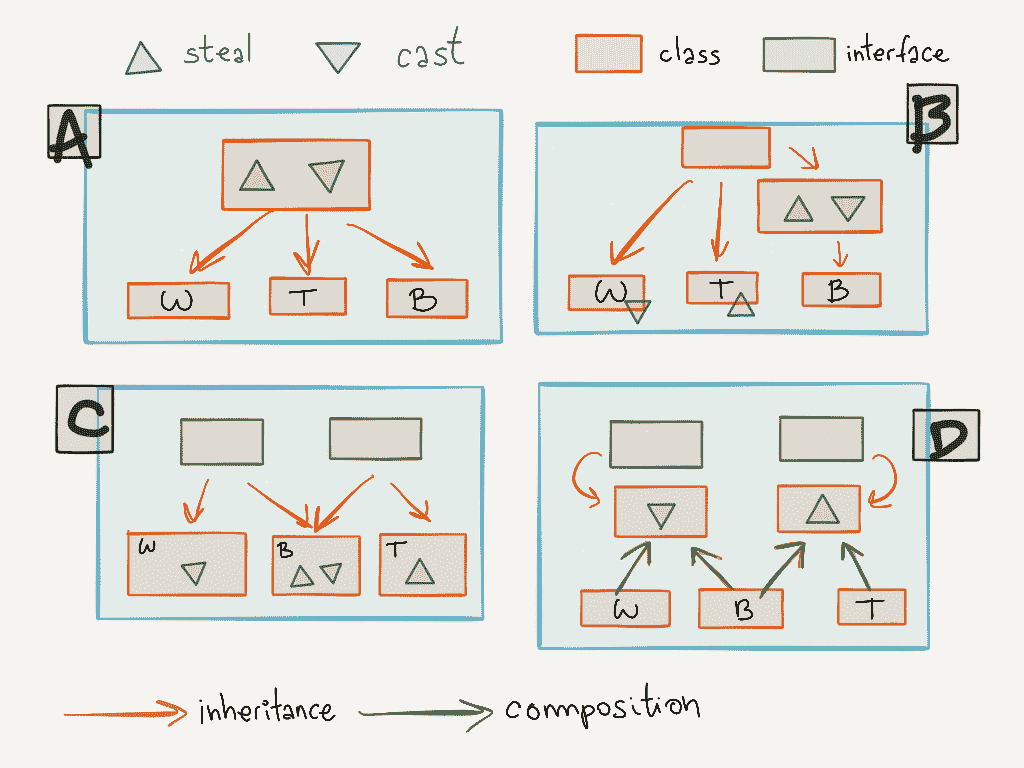 steal cast class interface
A
B
W T B
W T B
C
D
W B T
W B T
inheritance composition